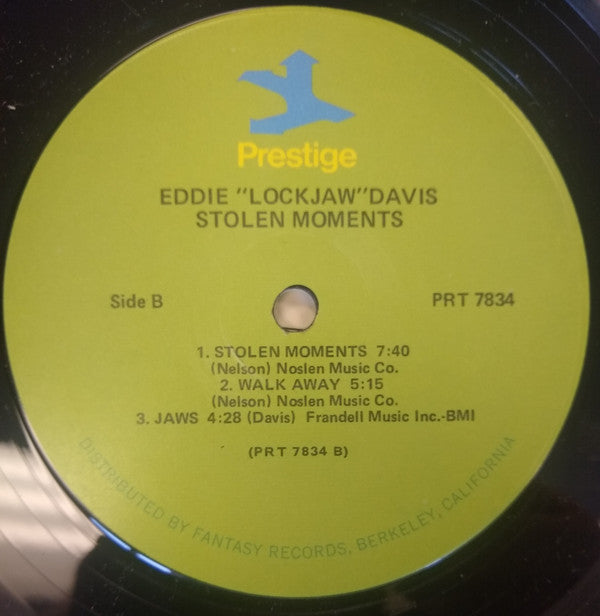 Prestige
EDDIE "LOCKJAW" DAVIS
STOLEN MOMENTS
Side B
PRT 7834
1. STOLEN MOMENTS 7:40
(Nelson) Noslen Music Co.
2. WALK AWAY 5:15
(Nelson) Noslen Music Co.
3. JAWS 4:28 (Davis) Frandell Music Inc.-BMI
(PRT 7834 B)
DISTRIBUTED BY FANTASY RECORDS, BERKELEY, CALIFORNIA